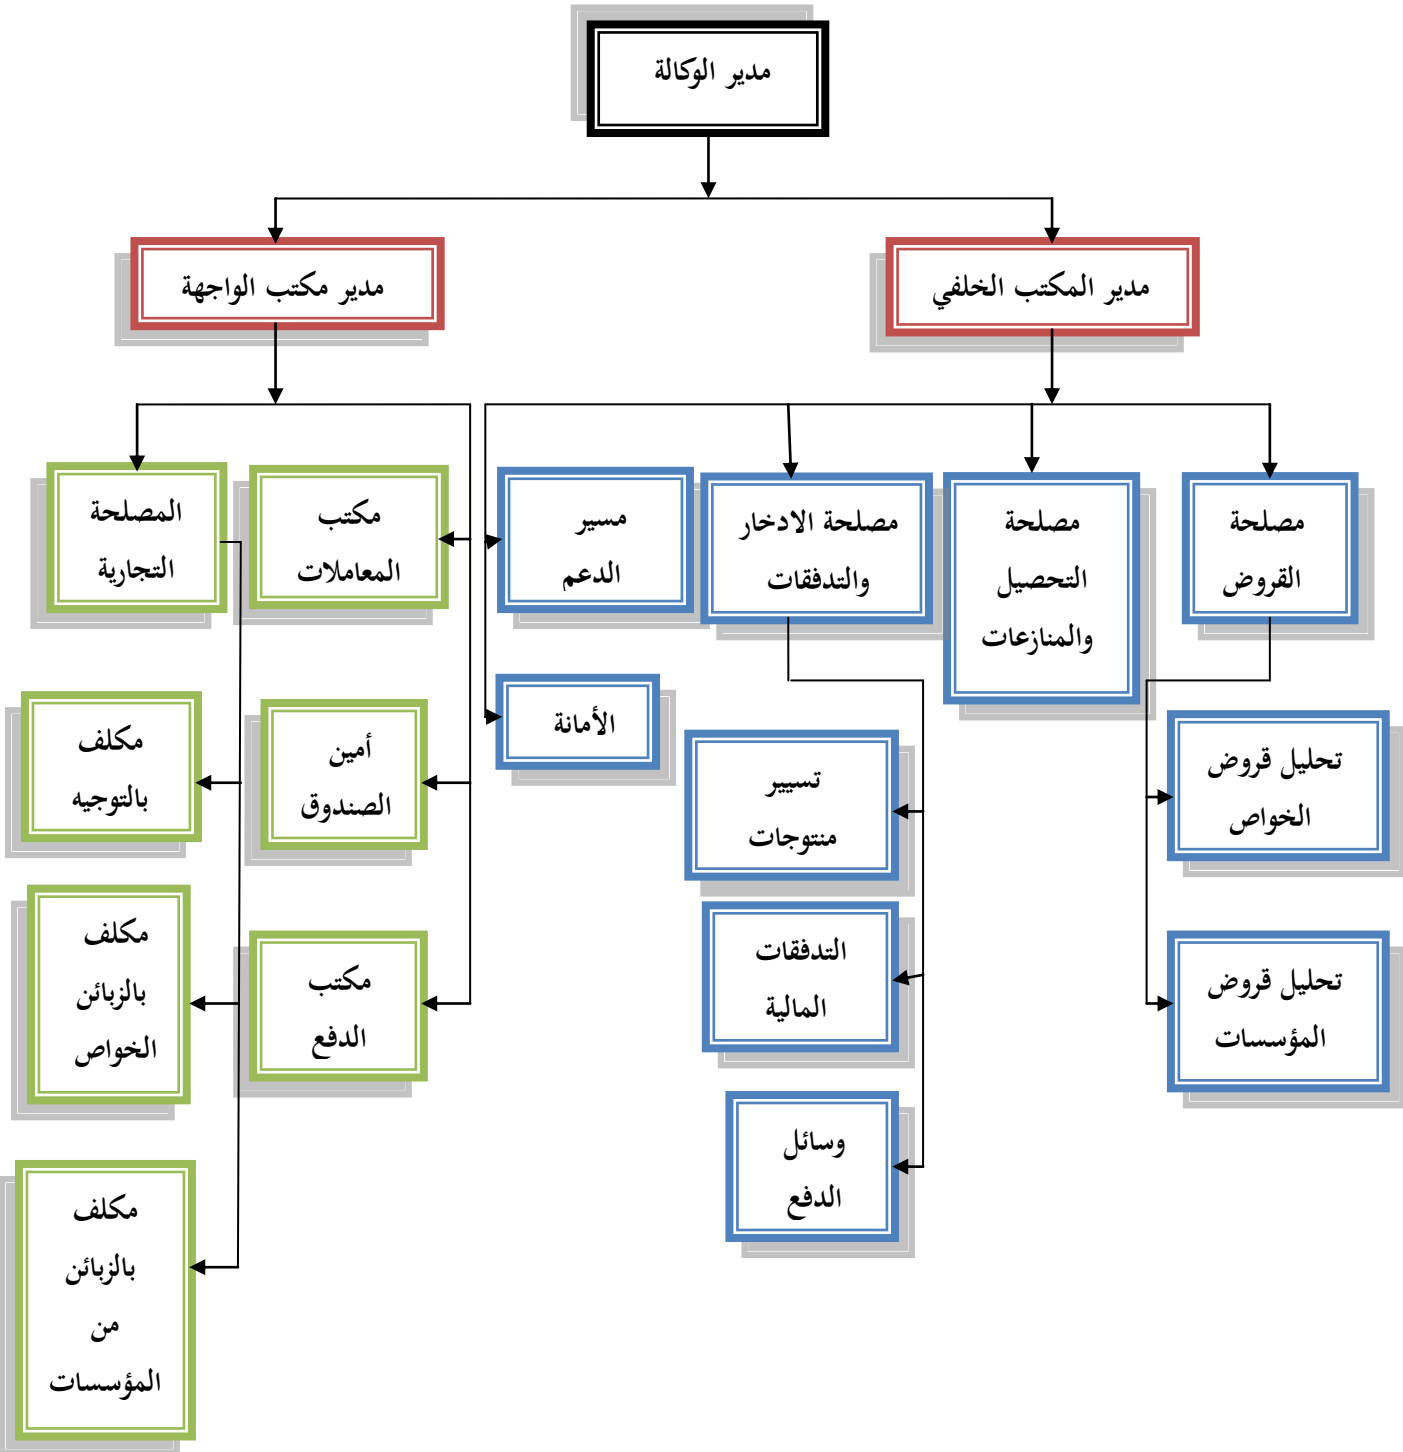 مدير الوكالة
مدير المكتب الخلفي
مدير مكتب الواجهة
مصلحة
القروض
مصلحة
التحصيل
والمنازعات
مصلحة الادخار
والتدفقات
مسير
الدعم
مكتب
المعاملات
المصلحة
التجارية
الأمانة
تحليل قروض
الخواص
تسيير
منتوجات
أمين
الصندوق
مكلف
بالتوجيه
تحليل قروض
المؤسسات
التدفقات
المالية
مكتب
الدفع
مكلف
بالزبائن
الخواص
وسائل
الدفع
مكلف
بالزبائن
من
المؤسسات